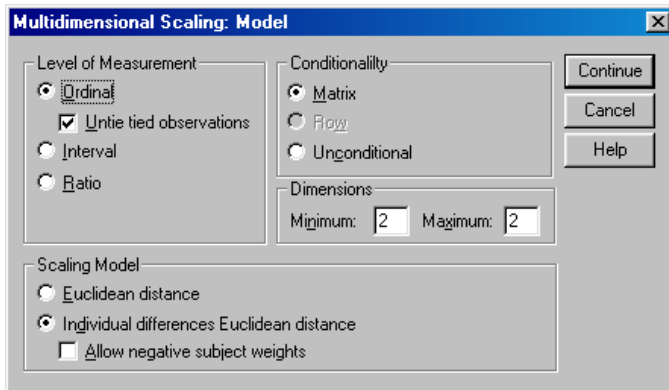 Multidimensional Scaling: Model
Level of Measurement
Ordinal
Untie tied observations
Interval
Ratio
Conditionalilty
Matrix
Row
Unconditional
Dimensions
Minimum: 2 Maximum: 2
Scaling Model
Euclidean distance
Individual differences Euclidean distance
Allow negative subject weights
Continue
Cancel
Help